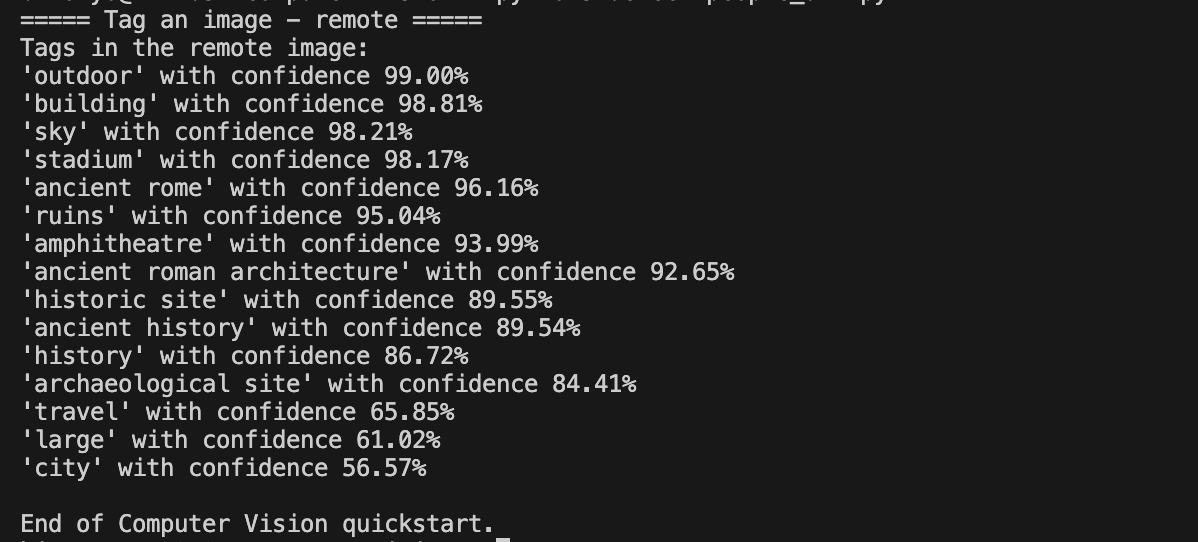 ===== Tag an image - remote =====
Tags in the remote image:
'outdoor' with confidence 99.00%
'building' with confidence 98.81%
'sky' with confidence 98.21%
'stadium' with confidence 98.17%
'ancient rome' with confidence 96.16%
'ruins' with confidence 95.04%
'amphitheatre' with confidence 93.99%
'ancient roman architecture' with confidence 92.65%
'historic site' with confidence 89.55%
'ancient history' with confidence 89.54%
'history' with confidence 86.72%
'archaeological site' with confidence 84.41%
'travel' with confidence 65.85%
'large' with confidence 61.02%
'city' with confidence 56.57%
End of Computer Vision quickstart.